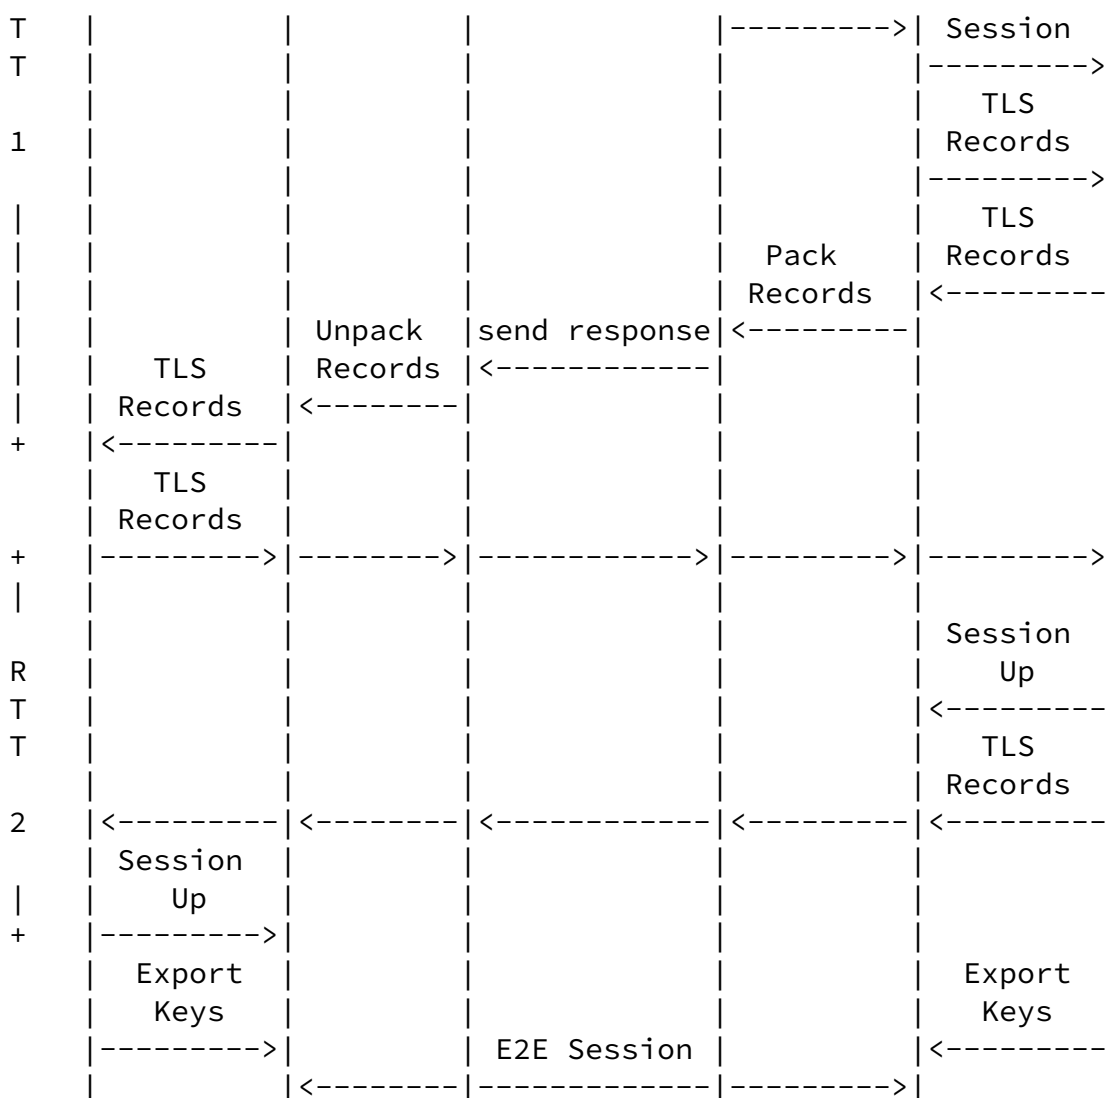 T    |          |         |             |--------->| Session
T    |          |         |             |          |--------->
     |          |         |             |          |   TLS
1    |          |         |             |          | Records
     |          |         |             |          |--------->
|    |          |         |             |          |   TLS
|    |          |         |             |  Pack    | Records
|    |          |         |             | Records  |<---------
|    |          | Unpack  |send response|<---------|
|    |   TLS    | Records |<------------|          |
|    | Records  |<--------|             |          |
+    |<---------|         |             |          |
     |   TLS    |         |             |          |
     | Records  |         |             |          |
+    |--------->|-------->|------------>|--------->|--------->
|    |          |         |             |          |
     |          |         |             |          | Session
R    |          |         |             |          |    Up
T    |          |         |             |          |<---------
T    |          |         |             |          |   TLS
     |          |         |             |          | Records
2    |<---------|<--------|<------------|<---------|<---------
     | Session  |         |             |          |
|    |    Up    |         |             |          |
+    |--------->|         |             |          |
     |  Export  |         |             |          |  Export
     |   Keys   |         |             |          |   Keys
     |--------->|         | E2E Session |          |<---------
     |          |<--------|-------------|--------->|